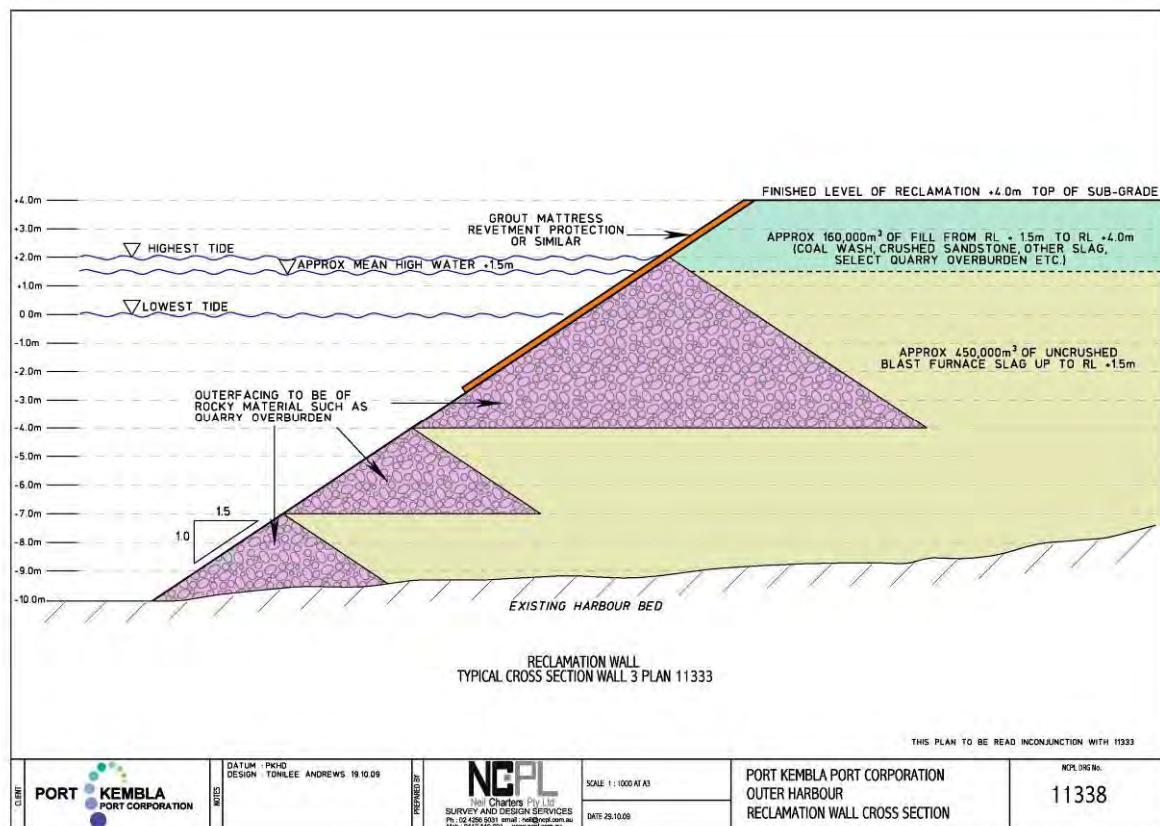 FINISHED LEVEL OF RECLAMATION +4.0m TOP OF SUB-GRADE
GROUT MATTRESS
REVETMENT PROTECTION
OR SIMILAR
APPROX 160,000m³ OF FILL FROM RL + 1.5m TO RL +4.0m
(COAL WASH, CRUSHED SANDSTONE, OTHER SLAG,
SELECT QUARRY OVERBURDEN ETC.)
HIGHEST TIDE
APPROX MEAN HIGH WATER +1.5m
LOWEST TIDE
+4.0m
+3.0m
+2.0m
+1.0m
0.0m
-1.0m
-2.0m
-3.0m
-4.0m
-5.0m
-6.0m
-7.0m
-8.0m
-9.0m
-10.0m
APPROX 450,000m³ OF UNCRUSHED
BLAST FURNACE SLAG UP TO RL +1.5m
OUTERFACING TO BE OF
ROCKY MATERIAL SUCH AS
QUARRY OVERBURDEN
1.5
1.0
EXISTING HARBOUR BED
RECLAMATION WALL
TYPICAL CROSS SECTION WALL 3 PLAN 11333
THIS PLAN TO BE READ INCONJUNCTION WITH 11333
CLIENT
PORT KEMBLA
PORT CORPORATION
NOTES
DATUM : PKHD
DESIGN : TONILEE ANDREWS 19.10.09
PREPARED BY
NCPL
Neil Charters Pty Ltd
SURVEY AND DESIGN SERVICES
Ph : 02 4256 5031 email : neil@ncpl.com.au
SCALE 1 : 1000 AT A3
DATE 29.10.09
PORT KEMBLA PORT CORPORATION
OUTER HARBOUR
RECLAMATION WALL CROSS SECTION
NCPL DRG No.
11338